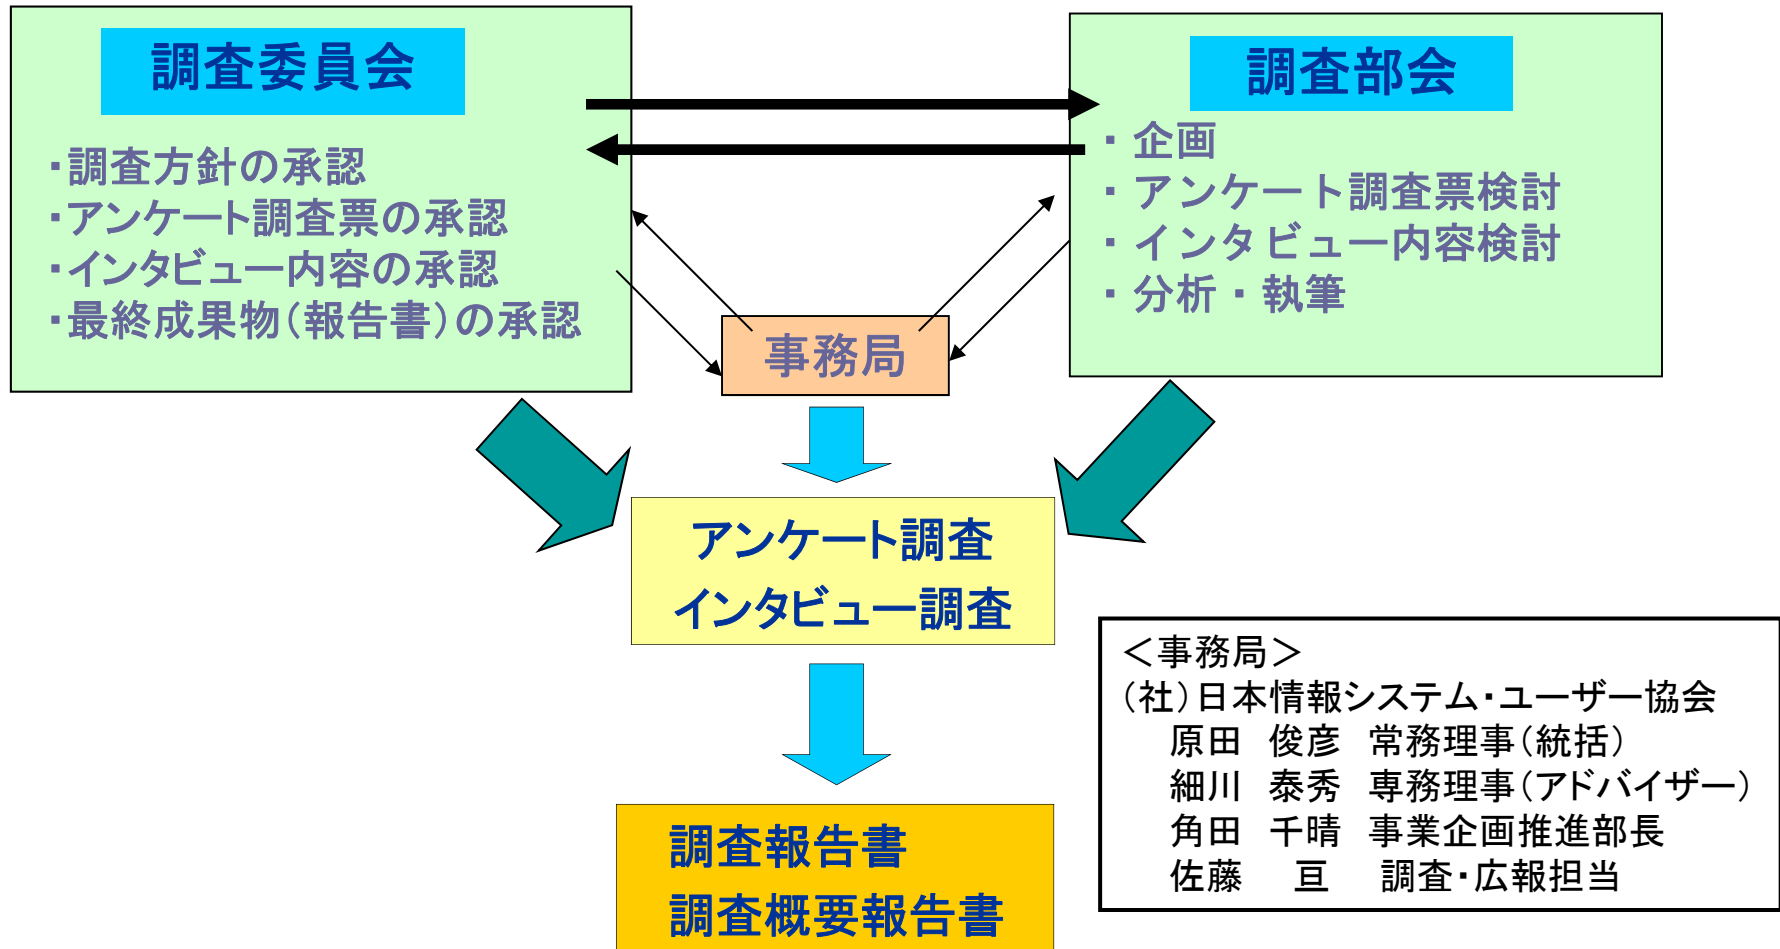 調査委員会
・調査方針の承認
・アンケート調査票の承認
・インタビュー内容の承認
・最終成果物(報告書)の承認
調査部会
・企画
・アンケート調査票検討
・インタビュー内容検討
・分析・執筆
事務局
アンケート調査
インタビュー調査
調査報告書
調査概要報告書
＜事務局＞
(社)日本情報システム・ユーザー協会
原田　俊彦　常務理事(統括)
細川　泰秀　専務理事(アドバイザー)
角田　千晴　事業企画推進部長
佐藤　亘　調査・広報担当